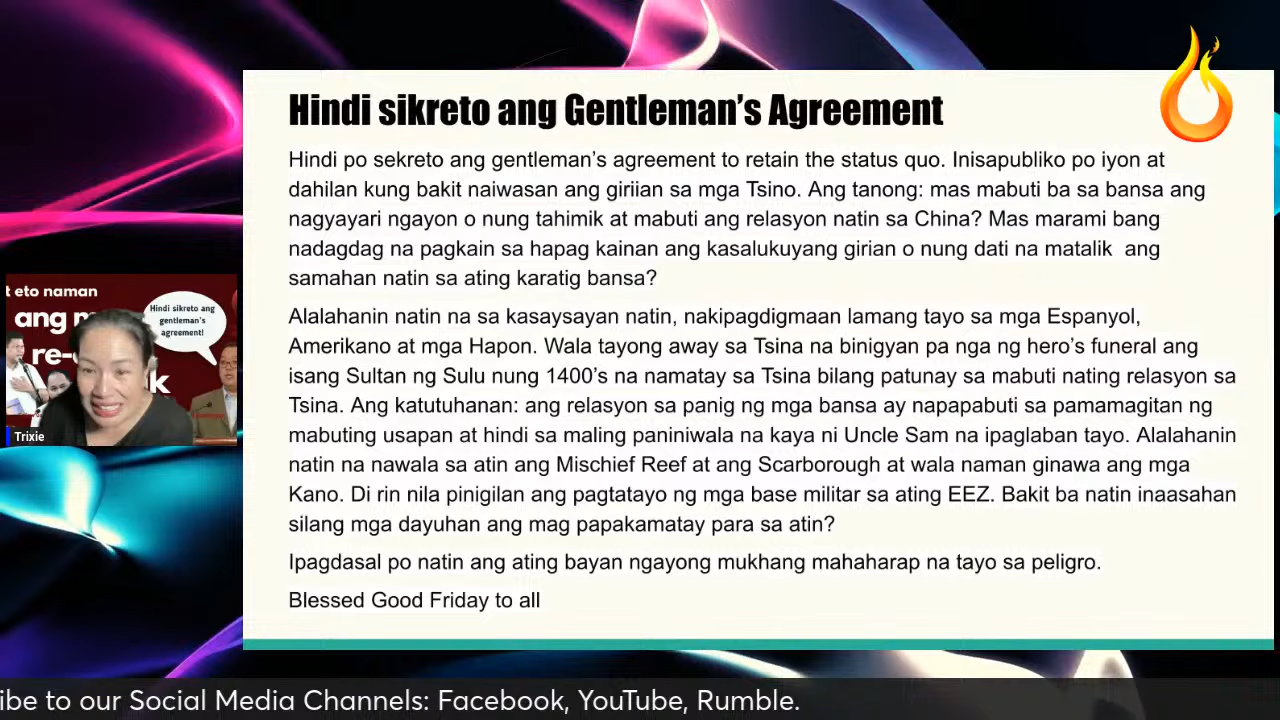 Hindi sikreto ang Gentleman's Agreement
Hindi po sekreto ang gentleman's agreement to retain the status quo. Inisapubliko po iyon at
dahilan kung bakit naiwasan ang giriian sa mga Tsino. Ang tanong: mas mabuti ba sa bansa ang
nagyayari ngayon o nung tahimik at mabuti ang relasyon natin sa China? Mas marami bang
nadagdag na pagkain sa hapag kainan ang kasalukuyang girian o nung dati na matalik ang
samahan natin sa ating karatig bansa?
Alalahanin natin na sa kasaysayan natin, nakipagdigmaan lamang tayo sa mga Espanyol,
Amerikano at mga Hapon. Wala tayong away sa Tsina na binigyan pa nga ng hero's funeral ang
isang Sultan ng Sulu nung 1400's na namatay sa Tsina bilang patunay sa mabuti nating relasyon sa
Tsina. Ang katutuhanan: ang relasyon sa panig ng mga bansa ay napapabuti sa pamamagitan ng
mabuting usapan at hindi sa maling paniniwala na kaya ni Uncle Sam na ipaglaban tayo. Alalahanin
natin na nawala sa atin ang Mischief Reef at ang Scarborough at wala naman ginawa ang mga
Kano. Di rin nila pinigilan ang pagtatayo ng mga base militar sa ating EEZ. Bakit ba natin inaasahan
silang mga dayuhan ang mag papakamatay para sa atin?
Ipagdasal po natin ang ating bayan ngayong mukhang mahaharap na tayo sa peligro.
Blessed Good Friday to all
t eto naman
ang m
re-
k
Hindi sikreto ang
gentleman's
agreement!
Trixie
ibe to our Social Media Channels: Facebook, YouTube, Rumble.